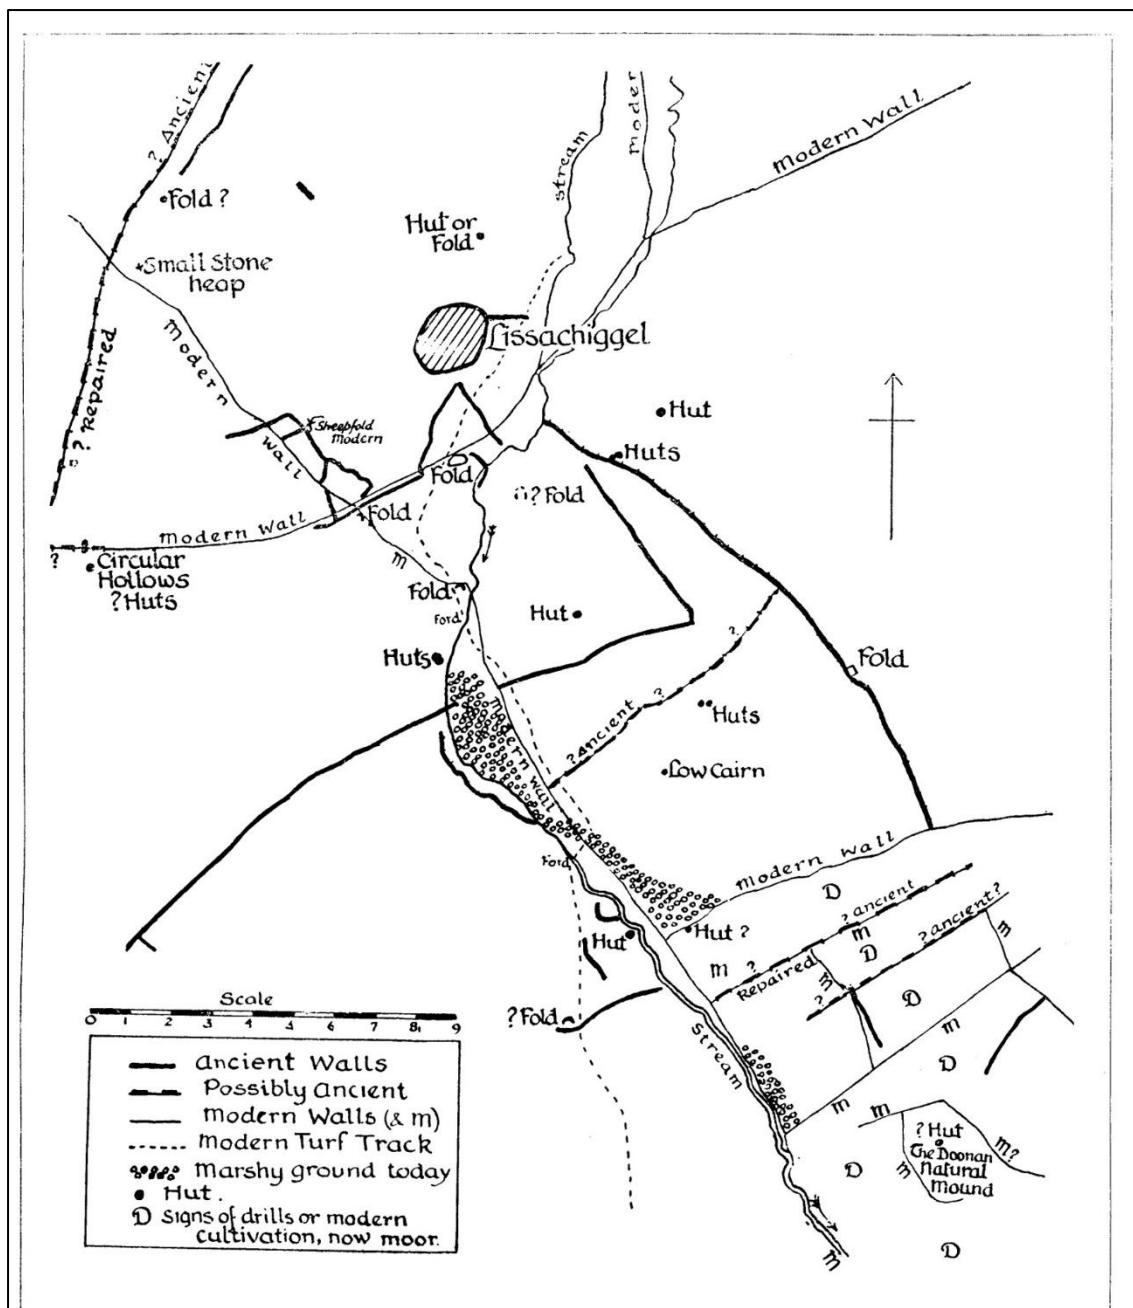 ? Ancient
Stream
Moder
Modern Wall
Fold ?
Hut or
Fold
Small Stone
heap
Lissachiggel
Modern
Wall
? Repaired
Sheepfold
Modern
Hut
Huts
Fold
? Fold
Fold
Modern Wall
m
?
Circular
Hollows
? Huts
Fold
Ford
Hut
Huts
?
?
? Ancient
Fold
Huts
Low Cairn
Modern Wall
Ford
Modern Wall
D
? Ancient
? Ancient?
Hut ?
Hut
m
m
m
?
Repaired
m
D
?
D
? Fold
Stream
m
D
m
m
? Hut
The Doonan
Natural
Mound
m
m?
D
D
m
Scale
0 1 2 3 4 5 6 7 8 9
Ancient Walls
Possibly Ancient
Modern Walls (& m)
Modern Turf Track
Marshy ground today
Hut.
D Signs of drills or modern
cultivation, now moor.